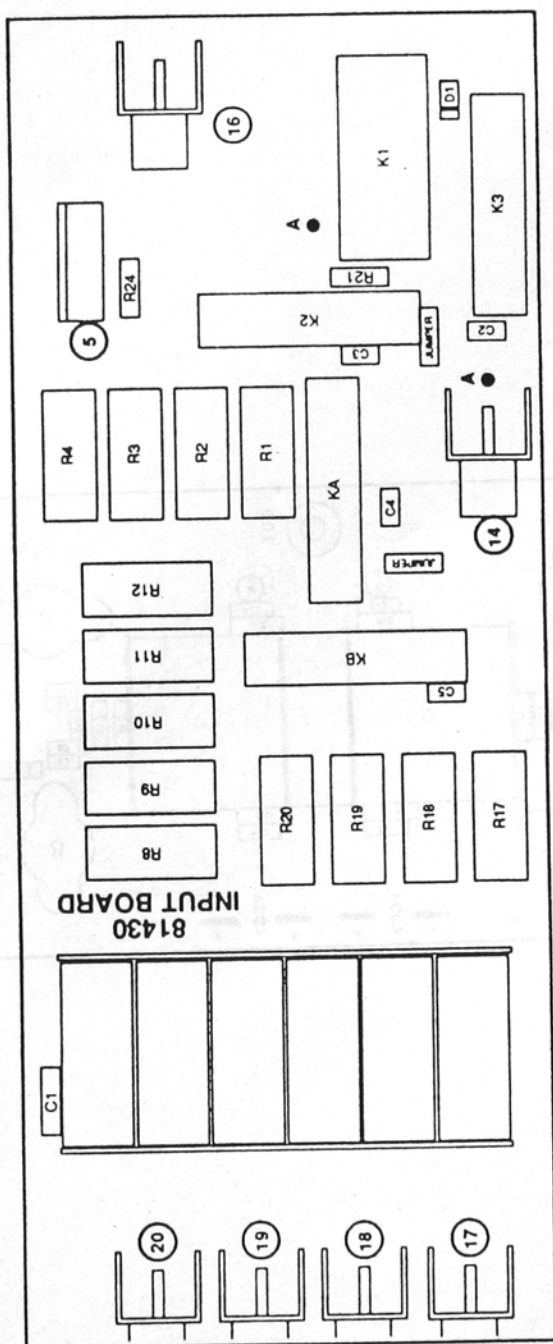 16
D1
K1
K3
A
5
R24
R21
K2
C3
JUMPER
C2
A
R4
R3
R2
R1
KA
C4
14
JUMPER
R12
R11
R10
R9
R8
KB
C5
R20
R19
R18
R17
81430
INPUT BOARD
C1
20
19
18
17